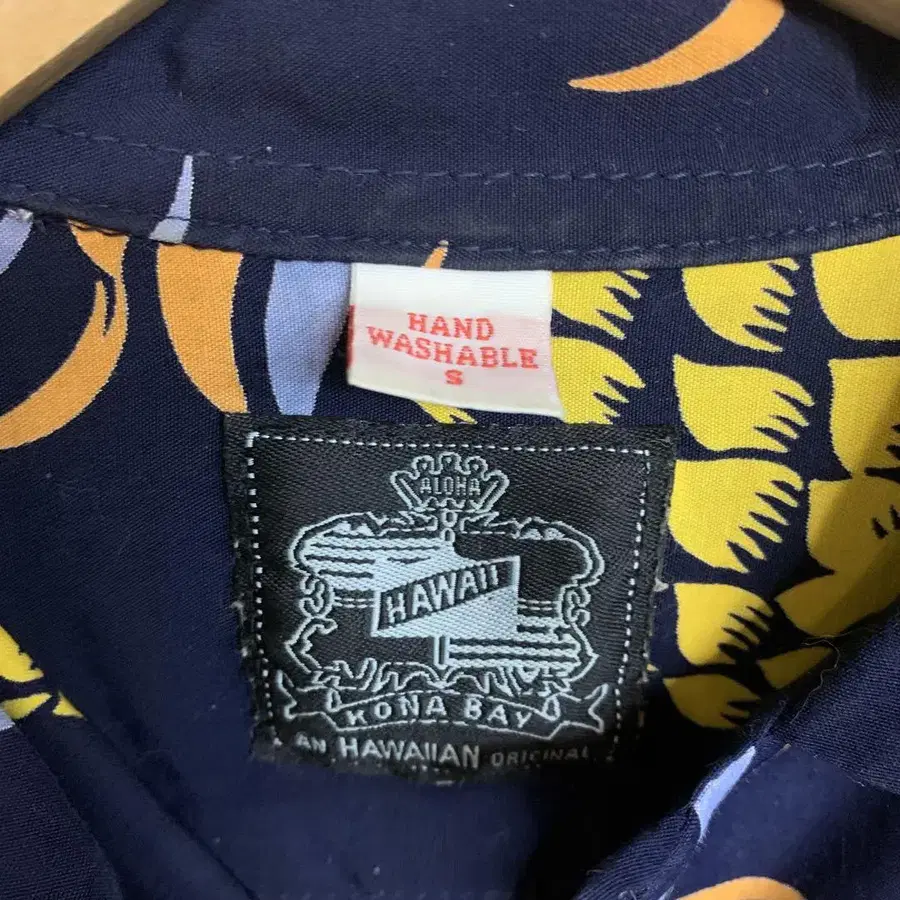 HAND
WASHABLE
S
ALOHA
HAWAII
KONA BAY
AN HAWAIIAN ORIGINAL